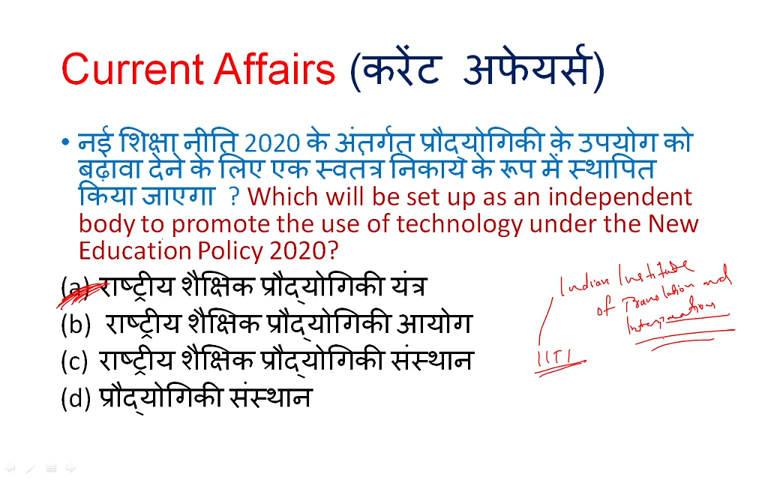 Current Affairs (करेंट अफेयर्स)
• नई शिक्षा नीति 2020 के अंतर्गत प्रौद्योगिकी के उपयोग को
बढ़ावा देने के लिए एक स्वतंत्र निकाय के रूप में स्थापित
किया जाएगा ? Which will be set up as an independent
body to promote the use of technology under the New
Education Policy 2020?
(a) राष्ट्रीय शैक्षिक प्रौद्योगिकी यंत्र
(b) राष्ट्रीय शैक्षिक प्रौद्योगिकी आयोग
(c) राष्ट्रीय शैक्षिक प्रौद्योगिकी संस्थान
(d) प्रौद्योगिकी संस्थान
Indian Institute
of Translation and
IITI